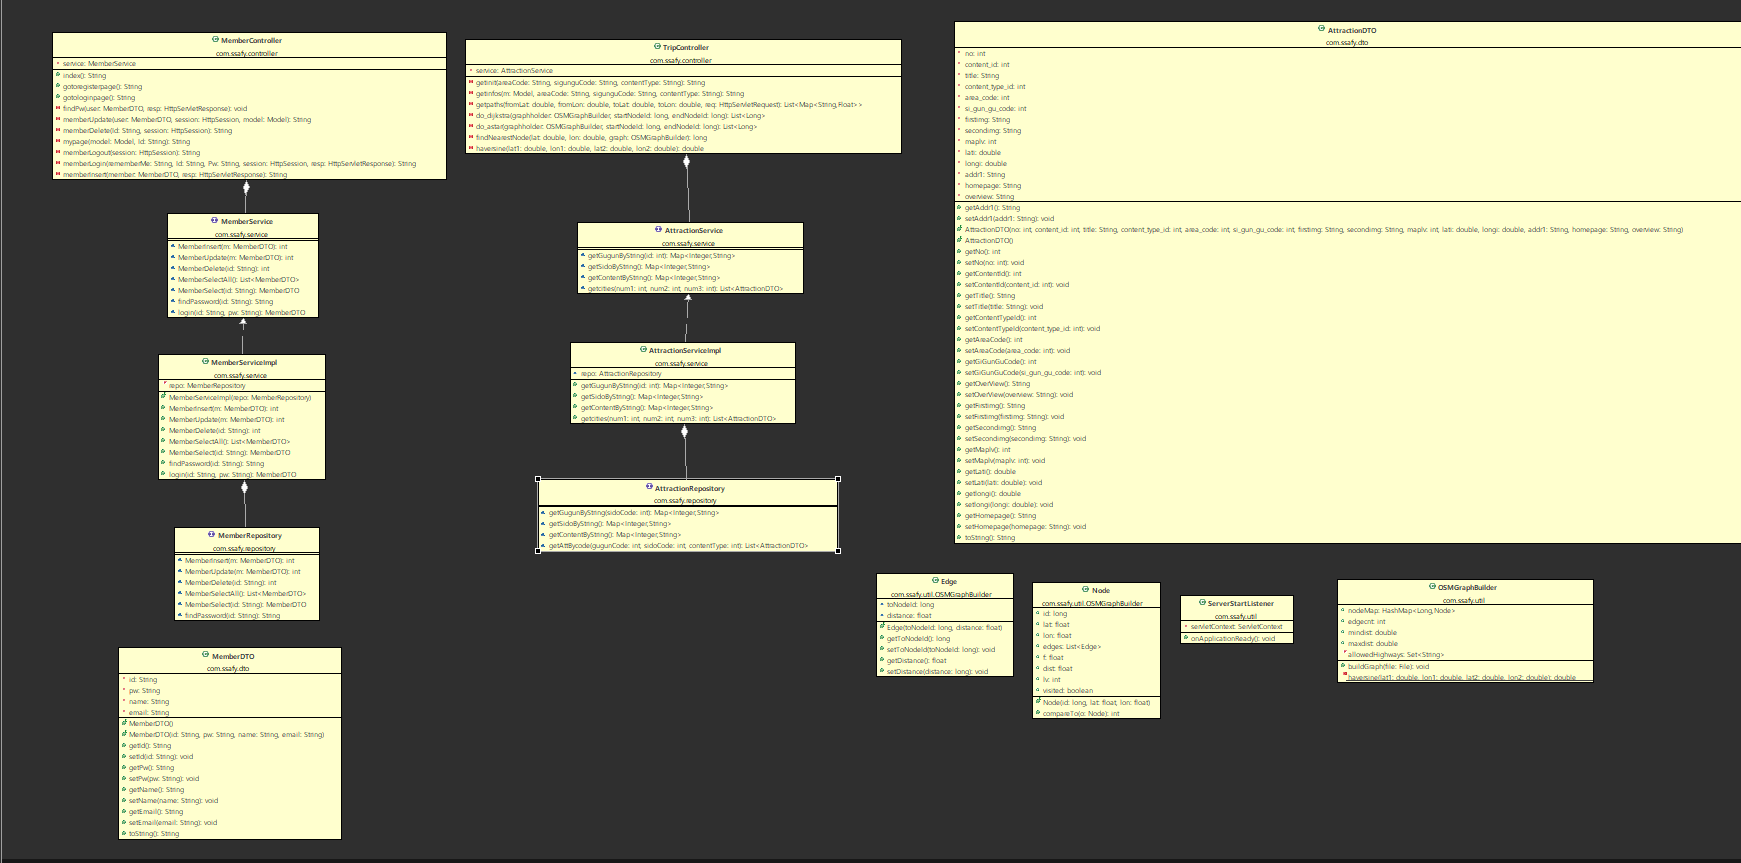 MemberController
com.ssafy.controller
service: MemberService
index(): String
gotoregisterpage(): String
gotologinpage(): String
findPw(user: MemberDTO, resp: HttpServletResponse): void
memberUpdate(user: MemberDTO, session: HttpSession, model: Model): String
memberDelete(Id: String, session: HttpSession): String
mypage(model: Model, Id: String): String
memberLogout(session: HttpSession): String
memberLogin(rememberMe: String, Id: String, Pw: String, session: HttpSession, resp: HttpServletResponse): String
memberInsert(member: MemberDTO, resp: HttpServletResponse): String
MemberService
com.ssafy.service
MemberInsert(m: MemberDTO): int
MemberUpdate(m: MemberDTO): int
MemberDelete(id: String): int
MemberSelectAll(): List<MemberDTO>
MemberSelect(id: String): MemberDTO
findPassword(id: String): String
login(id: String, pw: String): MemberDTO
MemberServiceImpl
com.ssafy.service
repo: MemberRepository
MemberServiceImpl(repo: MemberRepository)
MemberInsert(m: MemberDTO): int
MemberUpdate(m: MemberDTO): int
MemberDelete(id: String): int
MemberSelectAll(): List<MemberDTO>
MemberSelect(id: String): MemberDTO
findPassword(id: String): String
login(id: String, pw: String): MemberDTO
MemberRepository
com.ssafy.repository
MemberInsert(m: MemberDTO): int
MemberUpdate(m: MemberDTO): int
MemberDelete(id: String): int
MemberSelectAll(): List<MemberDTO>
MemberSelect(id: String): MemberDTO
findPassword(id: String): String
MemberDTO
com.ssafy.dto
id: String
pw: String
name: String
email: String
MemberDTO()
MemberDTO(id: String, pw: String, name: String, email: String)
getId(): String
setId(id: String): void
getPw(): String
setPw(pw: String): void
getName(): String
setName(name: String): void
getEmail(): String
setEmail(email: String): void
toString(): String
TripController
com.ssafy.controller
service: AttractionService
getinit(areaCode: String, sigunguCode: String, contentType: String): String
getinfos(m: Model, areaCode: String, sigunguCode: String, contentType: String): String
getpaths(fromLat: double, fromLon: double, toLat: double, toLon: double, req: HttpServletRequest): List<Map<String,Float>>
do_dijkstra(graphholder: OSMGraphBuilder, startNodeId: long, endNodeId: long): List<Long>
do_astar(graphholder: OSMGraphBuilder, startNodeId: long, endNodeId: long): List<Long>
findNearestNode(lat: double, lon: double, graph: OSMGraphBuilder): long
haversine(lat1: double, lon1: double, lat2: double, lon2: double): double
AttractionService
com.ssafy.service
getGugunByString(id: int): Map<Integer,String>
getSidoByString(): Map<Integer,String>
getContentByString(): Map<Integer,String>
getcities(num1: int, num2: int, num3: int): List<AttractionDTO>
AttractionServiceImpl
com.ssafy.service
repo: AttractionRepository
getGugunByString(id: int): Map<Integer,String>
getSidoByString(): Map<Integer,String>
getContentByString(): Map<Integer,String>
getcities(num1: int, num2: int, num3: int): List<AttractionDTO>
AttractionRepository
com.ssafy.repository
getGugunByString(sidoCode: int): Map<Integer,String>
getSidoByString(): Map<Integer,String>
getContentByString(): Map<Integer,String>
getAttBycode(gugunCode: int, sidoCode: int, contentType: int): List<AttractionDTO>
AttractionDTO
com.ssafy.dto
no: int
content_id: int
title: String
content_type_id: int
area_code: int
si_gun_gu_code: int
firstimg: String
secondimg: String
maplv: int
lati: double
longi: double
addr1: String
homepage: String
overview: String
getAddr1(): String
setAddr1(addr1: String): void
AttractionDTO(no: int, content_id: int, title: String, content_type_id: int, area_code: int, si_gun_gu_code: int, firstimg: String, secondimg: String, maplv: int, lati: double, longi: double, addr1: String, homepage: String, overview: String)
AttractionDTO()
getNo(): int
setNo(no: int): void
getContentId(): int
setContentId(content_id: int): void
getTitle(): String
setTitle(title: String): void
getContentTypeId(): int
setContentTypeId(content_type_id: int): void
getAreaCode(): int
setAreaCode(area_code: int): void
getGiGunGuCode(): int
setGiGunGuCode(si_gun_gu_code: int): void
getOverView(): String
setOverView(overview: String): void
getFirstimg(): String
setFirstimg(firstimg: String): void
getSecondimg(): String
setSecondimg(secondimg: String): void
getMaplv(): int
setMaplv(maplv: int): void
getLati(): double
setLati(lati: double): void
getlongi(): double
setlongi(longi: double): void
getHomepage(): String
setHomepage(homepage: String): void
toString(): String
Edge
com.ssafy.util.OSMGraphBuilder
toNodeId: long
distance: float
Edge(toNodeId: long, distance: float)
getToNodeId(): long
setToNodeId(toNodeId: long): void
getDistance(): float
setDistance(distance: long): void
Node
com.ssafy.util.OSMGraphBuilder
id: long
lat: float
lon: float
edges: List<Edge>
f: float
dist: float
lv: int
visited: boolean
Node(id: long, lat: float, lon: float)
compareTo(o: Node): int
ServerStartListener
com.ssafy.util
servletContext: ServletContext
onApplicationReady(): void
OSMGraphBuilder
com.ssafy.util
nodeMap: HashMap<Long,Node>
edgecnt: int
mindist: double
maxdist: double
allowedHighways: Set<String>
buildGraph(file: File): void
haversine(lat1: double, lon1: double, lat2: double, lon2: double): double